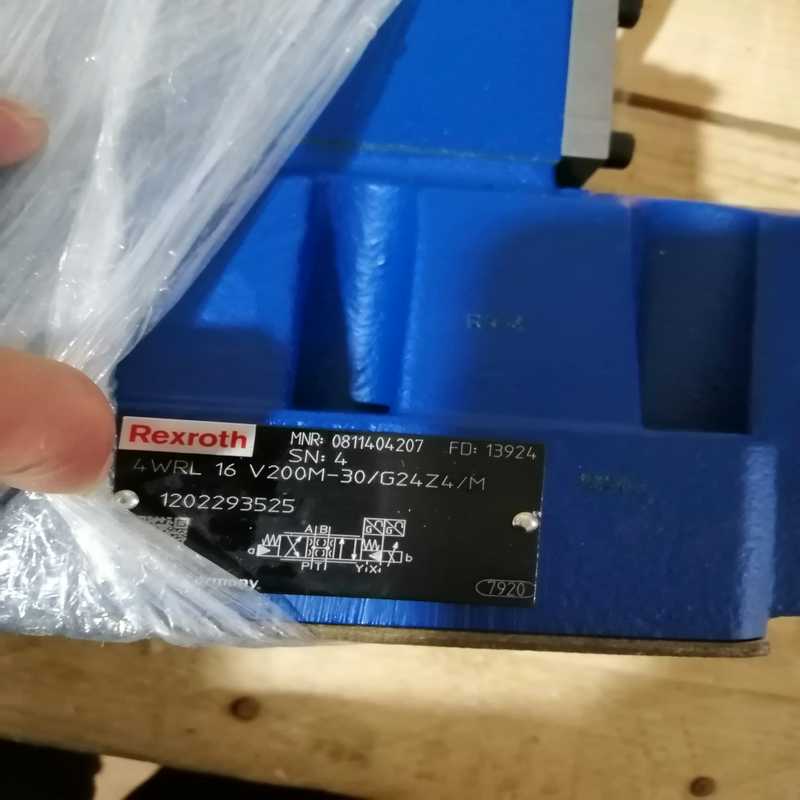 Rexroth
MNR: 0811404207 FD: 13924
SN: 4
4WRL 16 V200M-30/G24Z4/M
1202293525
A B
a
b
P T
Y X
G G
7920